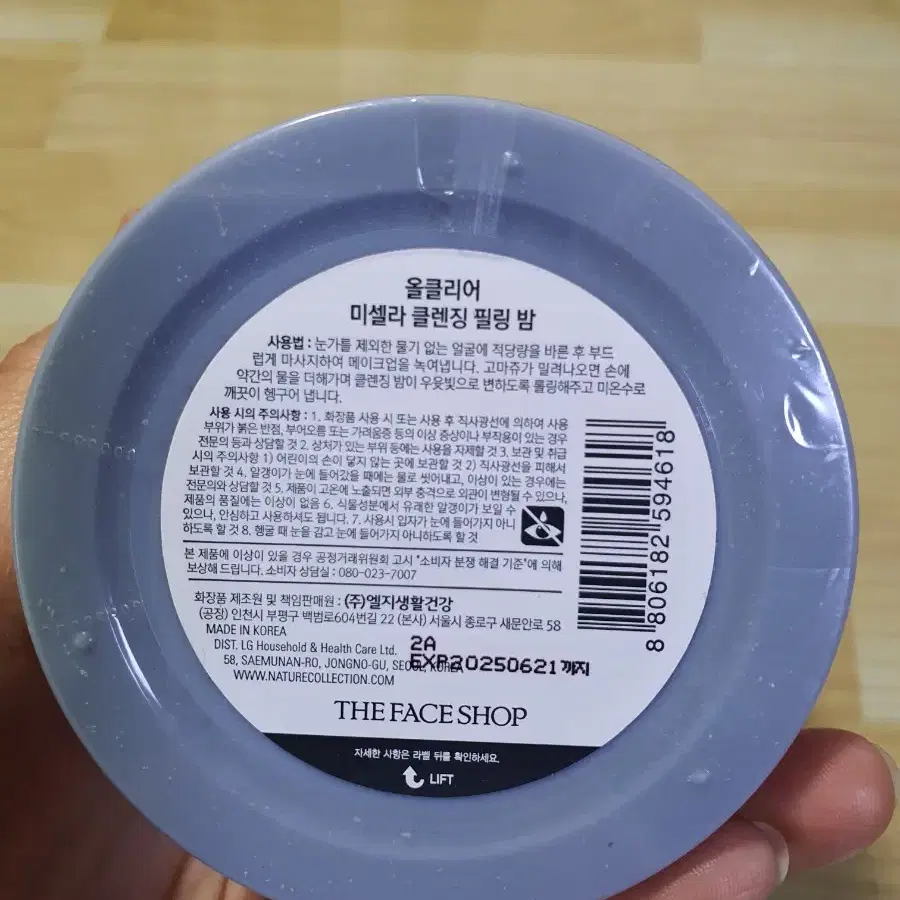 올클리어
미셀라 클렌징 필링 밤
사용법 : 눈가를 제외한 물기 없는 얼굴에 적당량을 바른 후 부드
럽게 마사지하여 메이크업을 녹여냅니다. 고마쥬가 밀려나오면 손에
약간의 물을 더해가며 클렌징 밤이 우윳빛으로 변하도록 롤링해주고 미온수로
깨끗이 헹구어 냅니다.
사용 시의 주의사항 : 1. 화장품 사용 시 또는 사용 후 직사광선에 의하여 사용
부위가 붉은 반점, 부어오름 또는 가려움증 등의 이상 증상이나 부작용이 있는 경우
전문의 등과 상담할 것 2. 상처가 있는 부위 등에는 사용을 자제할 것 3. 보관 및 취급
시의 주의사항 1) 어린이의 손이 닿지 않는 곳에 보관할 것 2) 직사광선을 피해서
보관할 것 4. 알갱이가 눈에 들어갔을 때에는 물로 씻어내고, 이상이 있는 경우에는
전문의와 상담할 것 5. 제품이 고온에 노출되면 외부 충격으로 외관이 변형될 수 있으나,
제품의 품질에는 이상이 없음 6. 식물성분에서 유래한 알갱이가 보일 수
있으나, 안심하고 사용하셔도 됩니다. 7. 사용시 입자가 눈에 들어가지 아니
하도록 할 것 8. 헹굴 때 눈을 감고 눈에 들어가지 아니하도록 할 것
본 제품에 이상이 있을 경우 공정거래위원회 고시 "소비자 분쟁 해결 기준"에 의해
보상해 드립니다. 소비자 상담실 : 080-023-7007
화장품 제조원 및 책임판매원 : (주)엘지생활건강
(공장) 인천시 부평구 백범로604번길 22 (본사) 서울시 종로구 새문안로 58
MADE IN KOREA
DIST. LG Household & Health Care Ltd.
58, SAEMUNAN-RO, JONGNO-GU, SEOUL, KOREA
WWW.NATURECOLLECTION.COM
2A
EXP20250621까지
8 806182 594618
THE FACE SHOP
자세한 사항은 라벨 뒤를 확인하세요.
LIFT